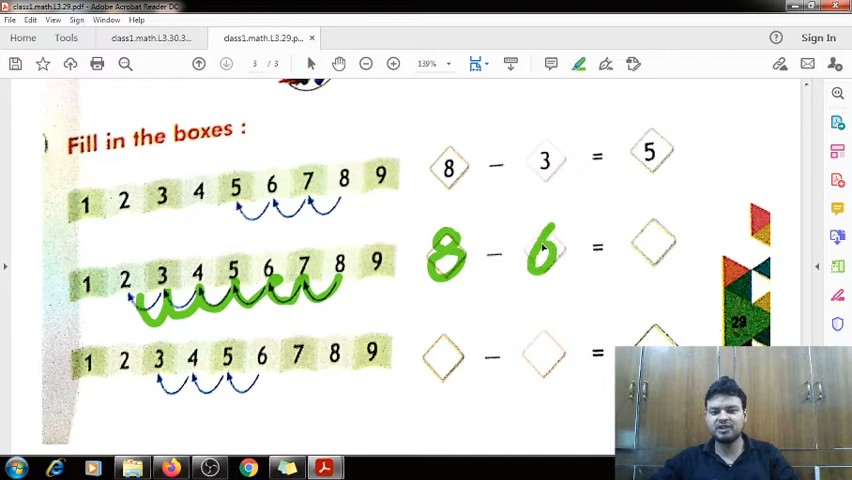 class1.math.L3.29.pdf - Adobe Acrobat Reader DC
File Edit View Sign Window Help
Home Tools class1.math.L3.30.3... class1.math.L3.29.p... × Sign In
3 / 3 139%
Fill in the boxes :
1 2 3 4 5 6 7 8 9 8 – 3 = 5
1 2 3 4 5 6 7 8 9 8 – 6 =
1 2 3 4 5 6 7 8 9 – =
29